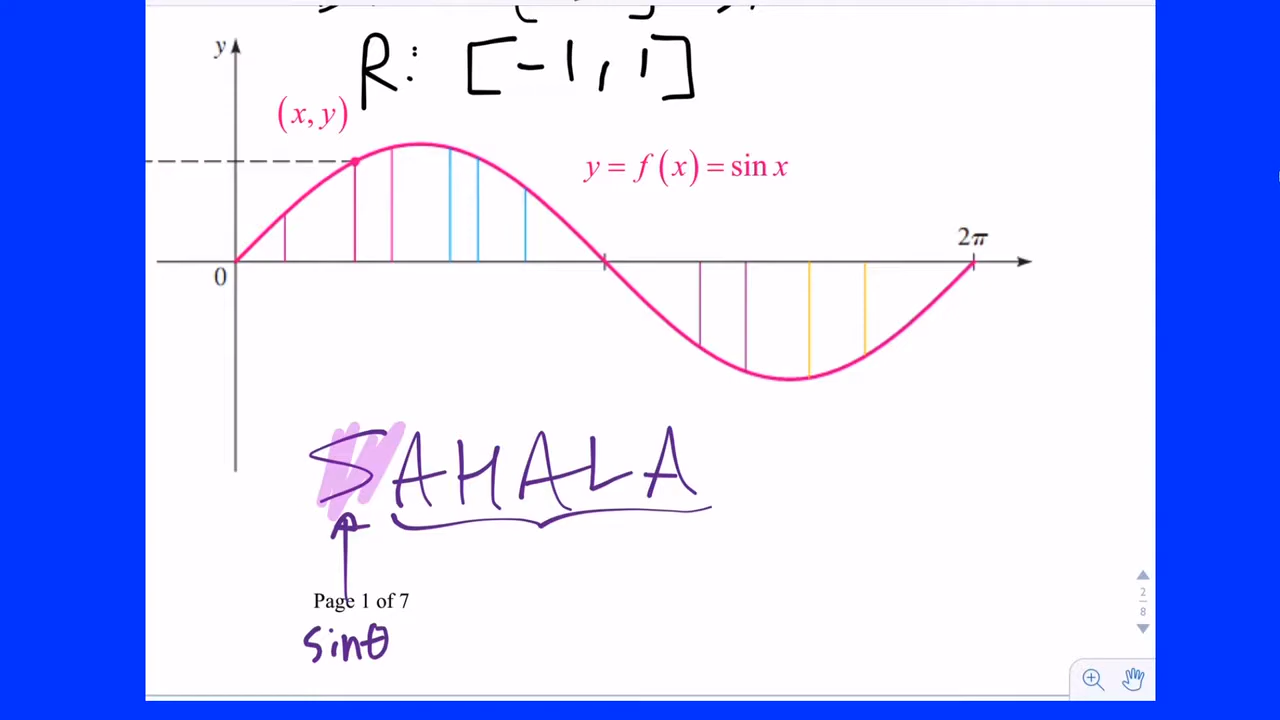 R: [-1, 1]
y
(x, y)
y = f(x) = sin x
2π
0
SAHALA
Page 1 of 7
sinθ
2
8